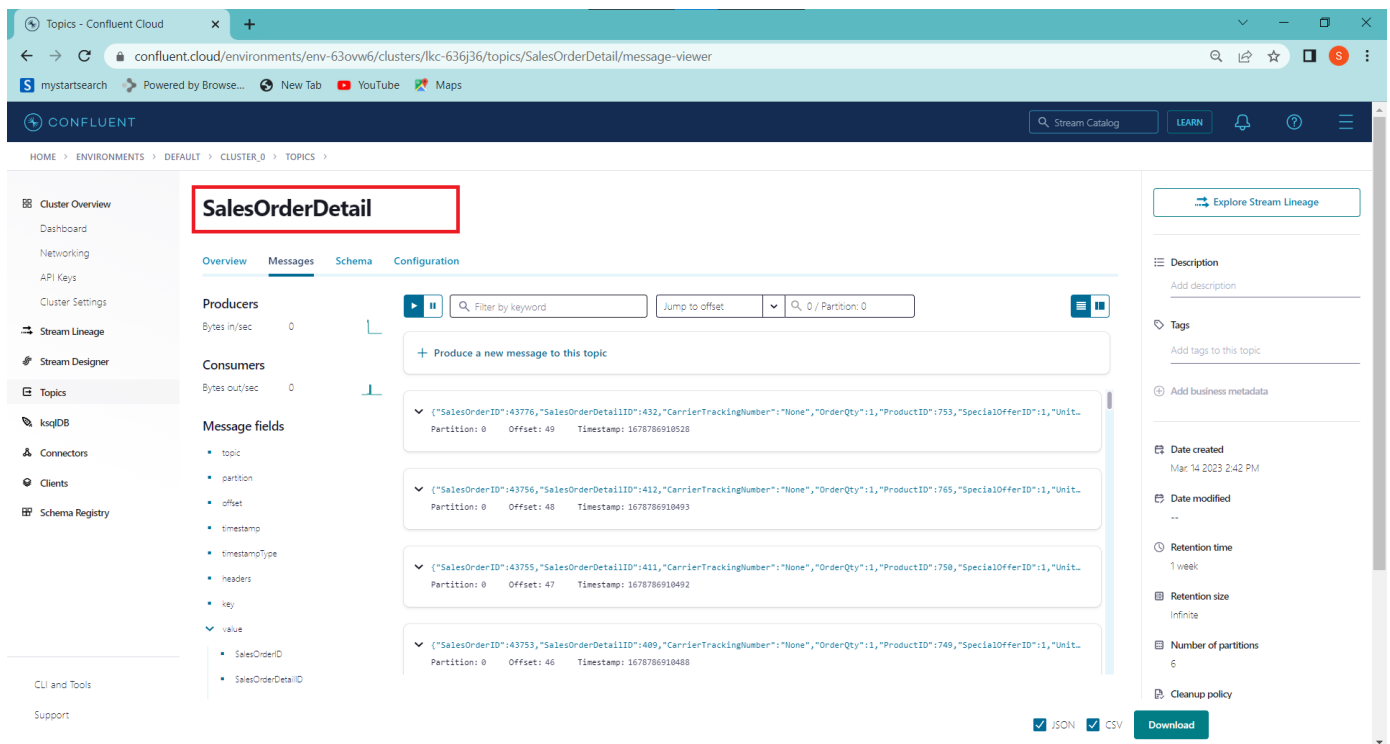 Topics - Confluent Cloud
confluent.cloud/environments/env-63ovw6/clusters/lkc-636j36/topics/SalesOrderDetail/message-viewer
S
mystartsearch Powered by Browse... New Tab YouTube Maps
CONFLUENT
Stream Catalog
LEARN
HOME > ENVIRONMENTS > DEFAULT > CLUSTER_0 > TOPICS >
Cluster Overview
Dashboard
Networking
API Keys
Cluster Settings
Stream Lineage
Stream Designer
Topics
ksqlDB
Connectors
Clients
Schema Registry
CLI and Tools
Support
SalesOrderDetail
Overview Messages Schema Configuration
Producers
Bytes in/sec 0
Consumers
Bytes out/sec 0
Message fields
topic
partition
offset
timestamp
timestampType
headers
key
value
SalesOrderID
SalesOrderDetailID
Filter by keyword
Jump to offset
0 / Partition: 0
+ Produce a new message to this topic
{"SalesOrderID":43776,"SalesOrderDetailID":432,"CarrierTrackingNumber":"None","OrderQty":1,"ProductID":753,"SpecialOfferID":1,"Unit…
Partition: 0 Offset: 49 Timestamp: 1678786910528
{"SalesOrderID":43756,"SalesOrderDetailID":412,"CarrierTrackingNumber":"None","OrderQty":1,"ProductID":765,"SpecialOfferID":1,"Unit…
Partition: 0 Offset: 48 Timestamp: 1678786910493
{"SalesOrderID":43755,"SalesOrderDetailID":411,"CarrierTrackingNumber":"None","OrderQty":1,"ProductID":750,"SpecialOfferID":1,"Unit…
Partition: 0 Offset: 47 Timestamp: 1678786910492
{"SalesOrderID":43753,"SalesOrderDetailID":409,"CarrierTrackingNumber":"None","OrderQty":1,"ProductID":749,"SpecialOfferID":1,"Unit…
Partition: 0 Offset: 46 Timestamp: 1678786910488
JSON CSV Download
Explore Stream Lineage
Description
Add description
Tags
Add tags to this topic
Add business metadata
Date created
Mar. 14 2023 2:42 PM
Date modified
--
Retention time
1 week
Retention size
Infinite
Number of partitions
6
Cleanup policy